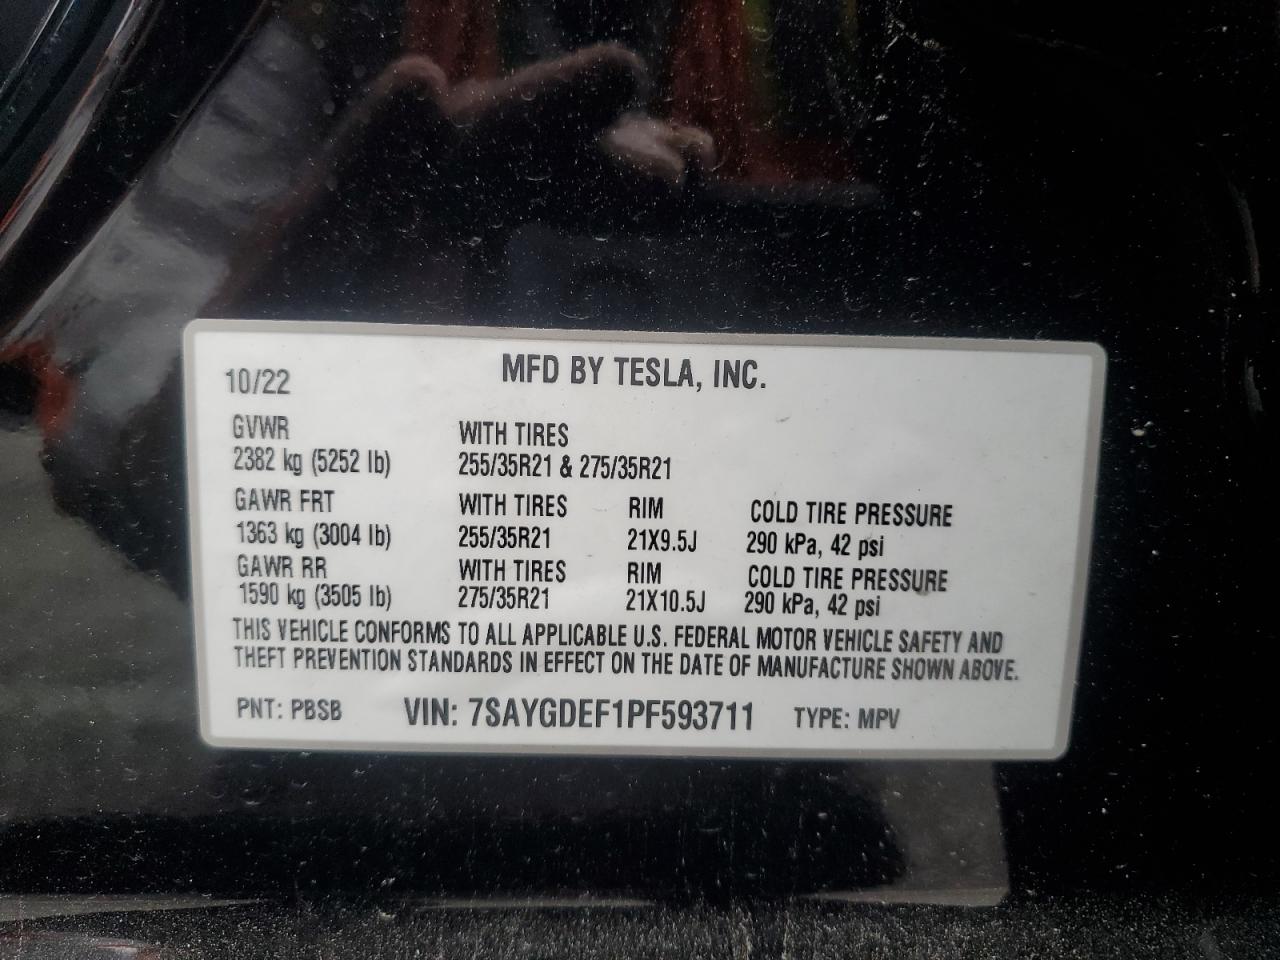 MFD BY TESLA, INC.
10/22
GVWR WITH TIRES
2382 kg (5252 lb) 255/35R21 & 275/35R21
GAWR FRT WITH TIRES RIM COLD TIRE PRESSURE
1363 kg (3004 lb) 255/35R21 21X9.5J 290 kPa, 42 psi
GAWR RR WITH TIRES RIM COLD TIRE PRESSURE
1590 kg (3505 lb) 275/35R21 21X10.5J 290 kPa, 42 psi
THIS VEHICLE CONFORMS TO ALL APPLICABLE U.S. FEDERAL MOTOR VEHICLE SAFETY AND
THEFT PREVENTION STANDARDS IN EFFECT ON THE DATE OF MANUFACTURE SHOWN ABOVE.
PNT: PBSB VIN: 7SAYGDEF1PF593711 TYPE: MPV